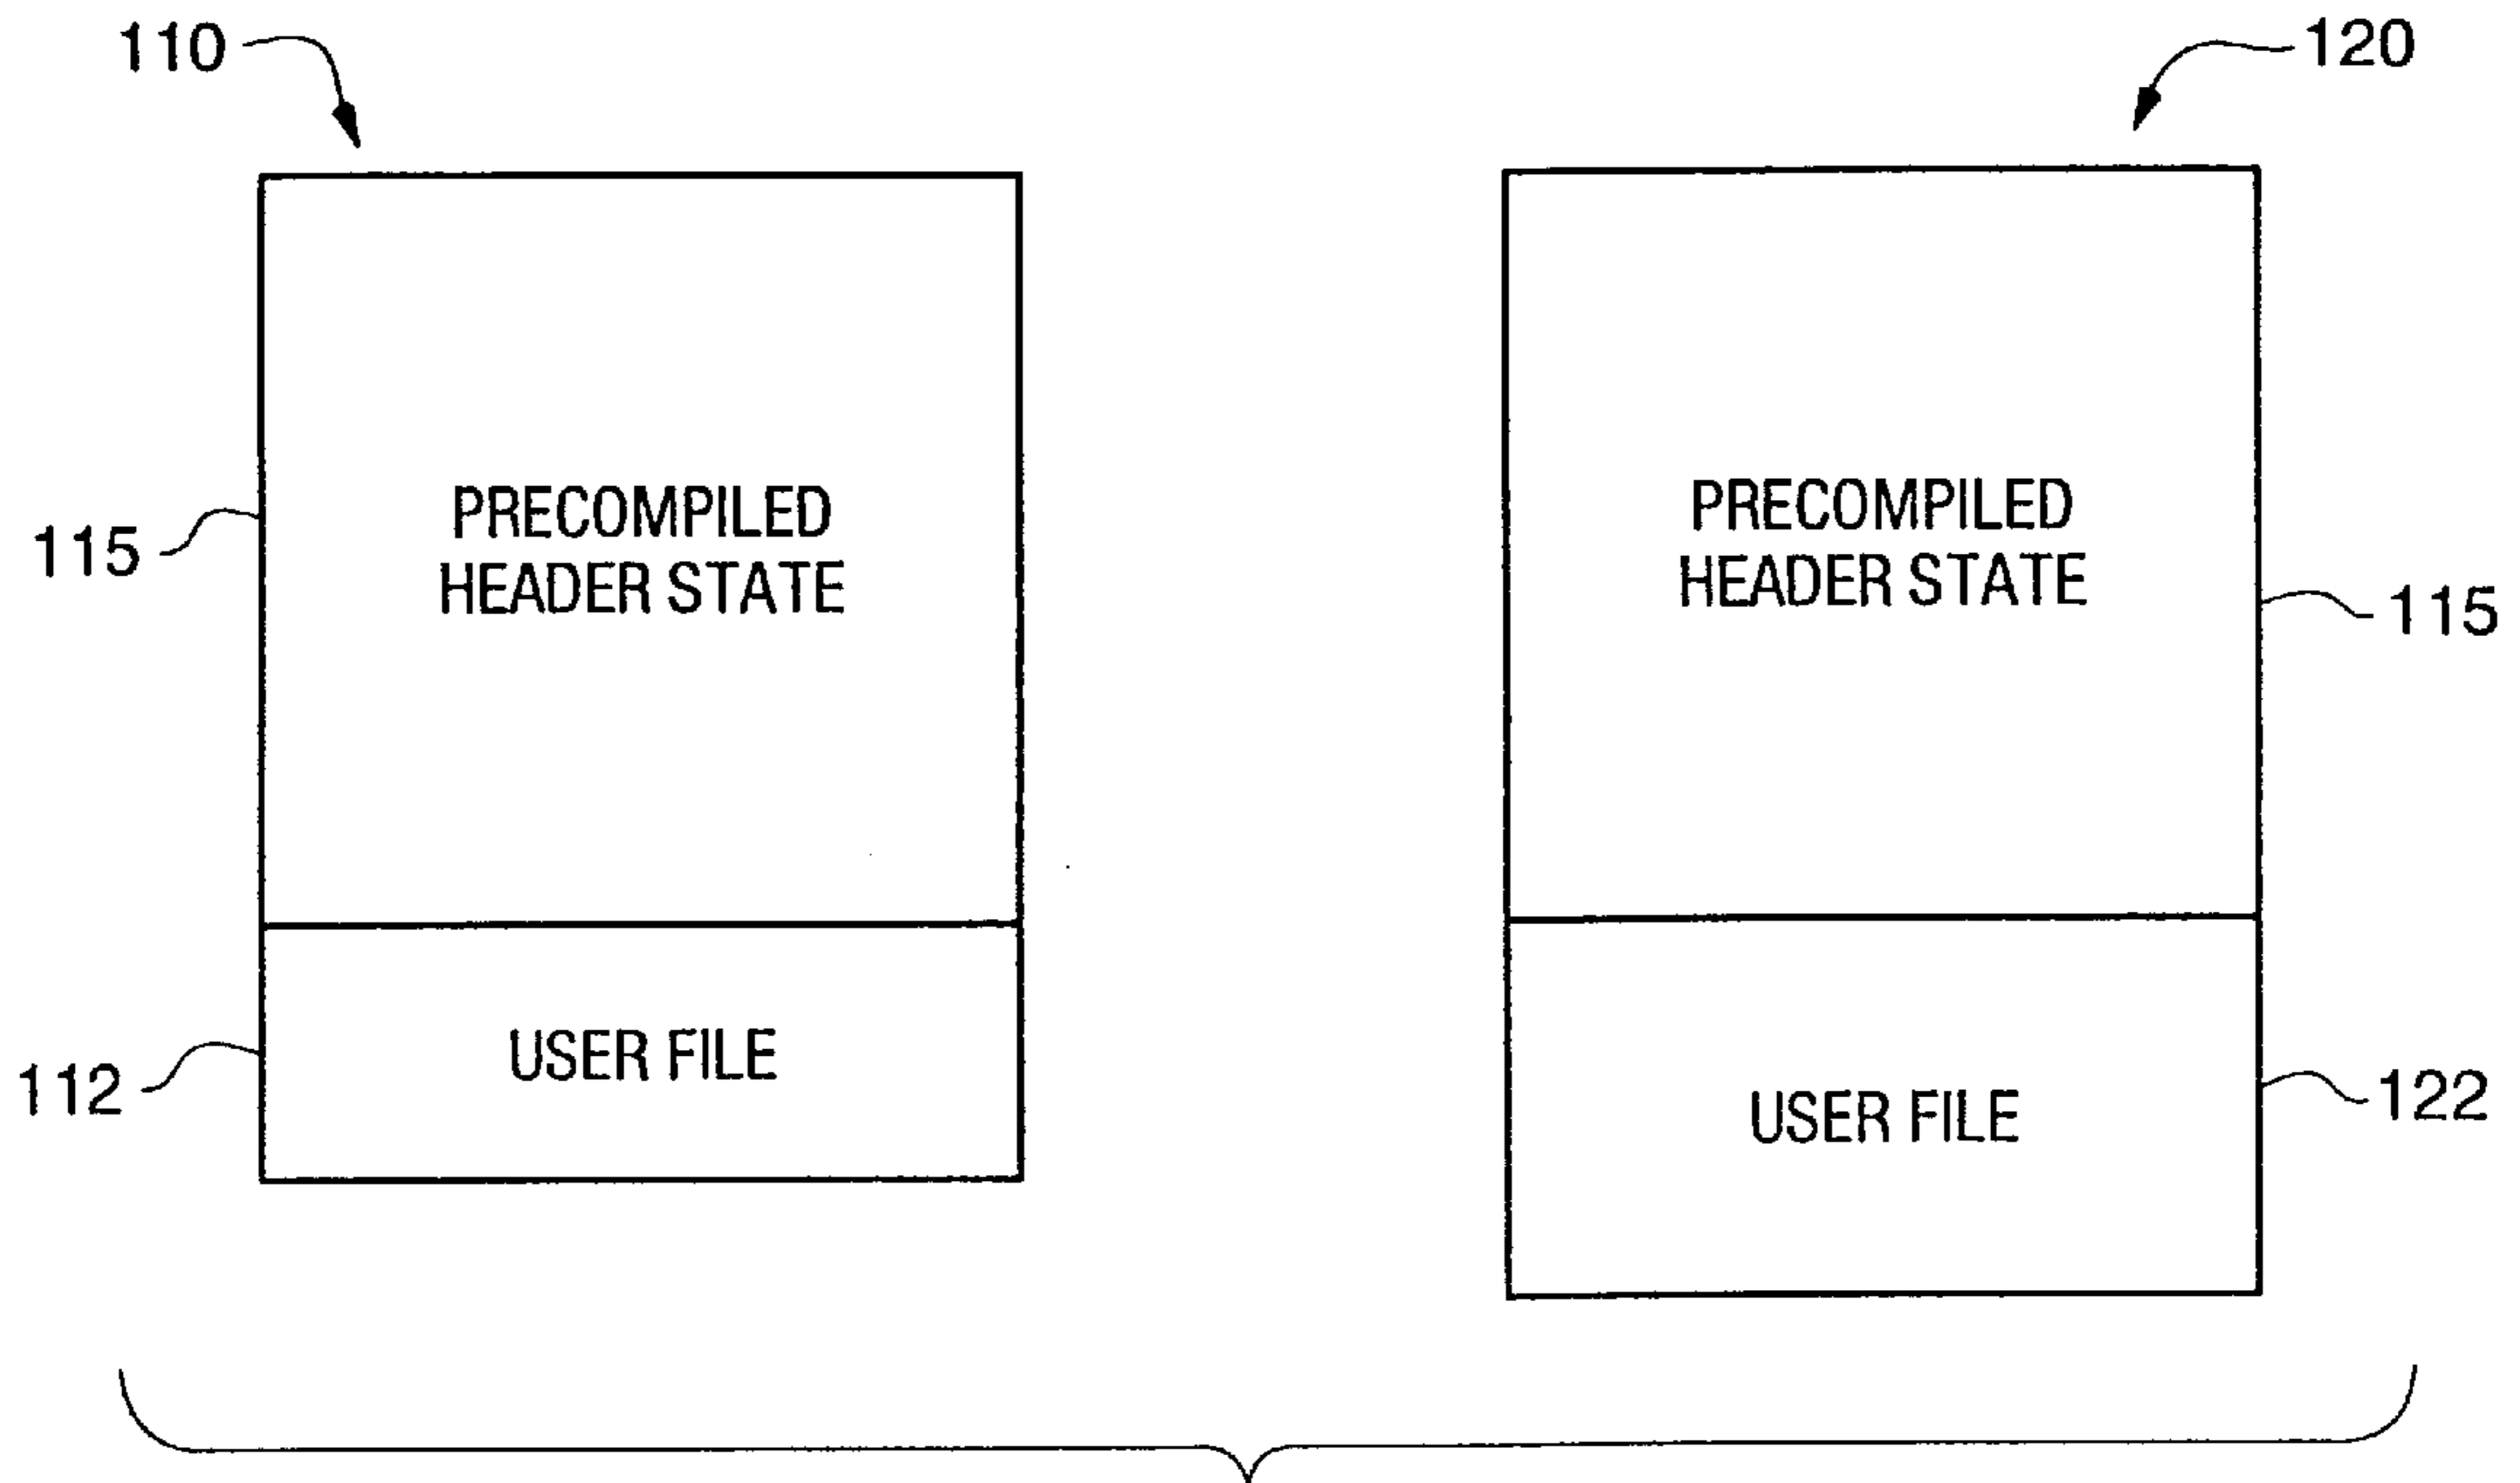 110
120
PRECOMPILED
HEADER STATE
115
PRECOMPILED
HEADER STATE
115
USER FILE
112
USER FILE
122